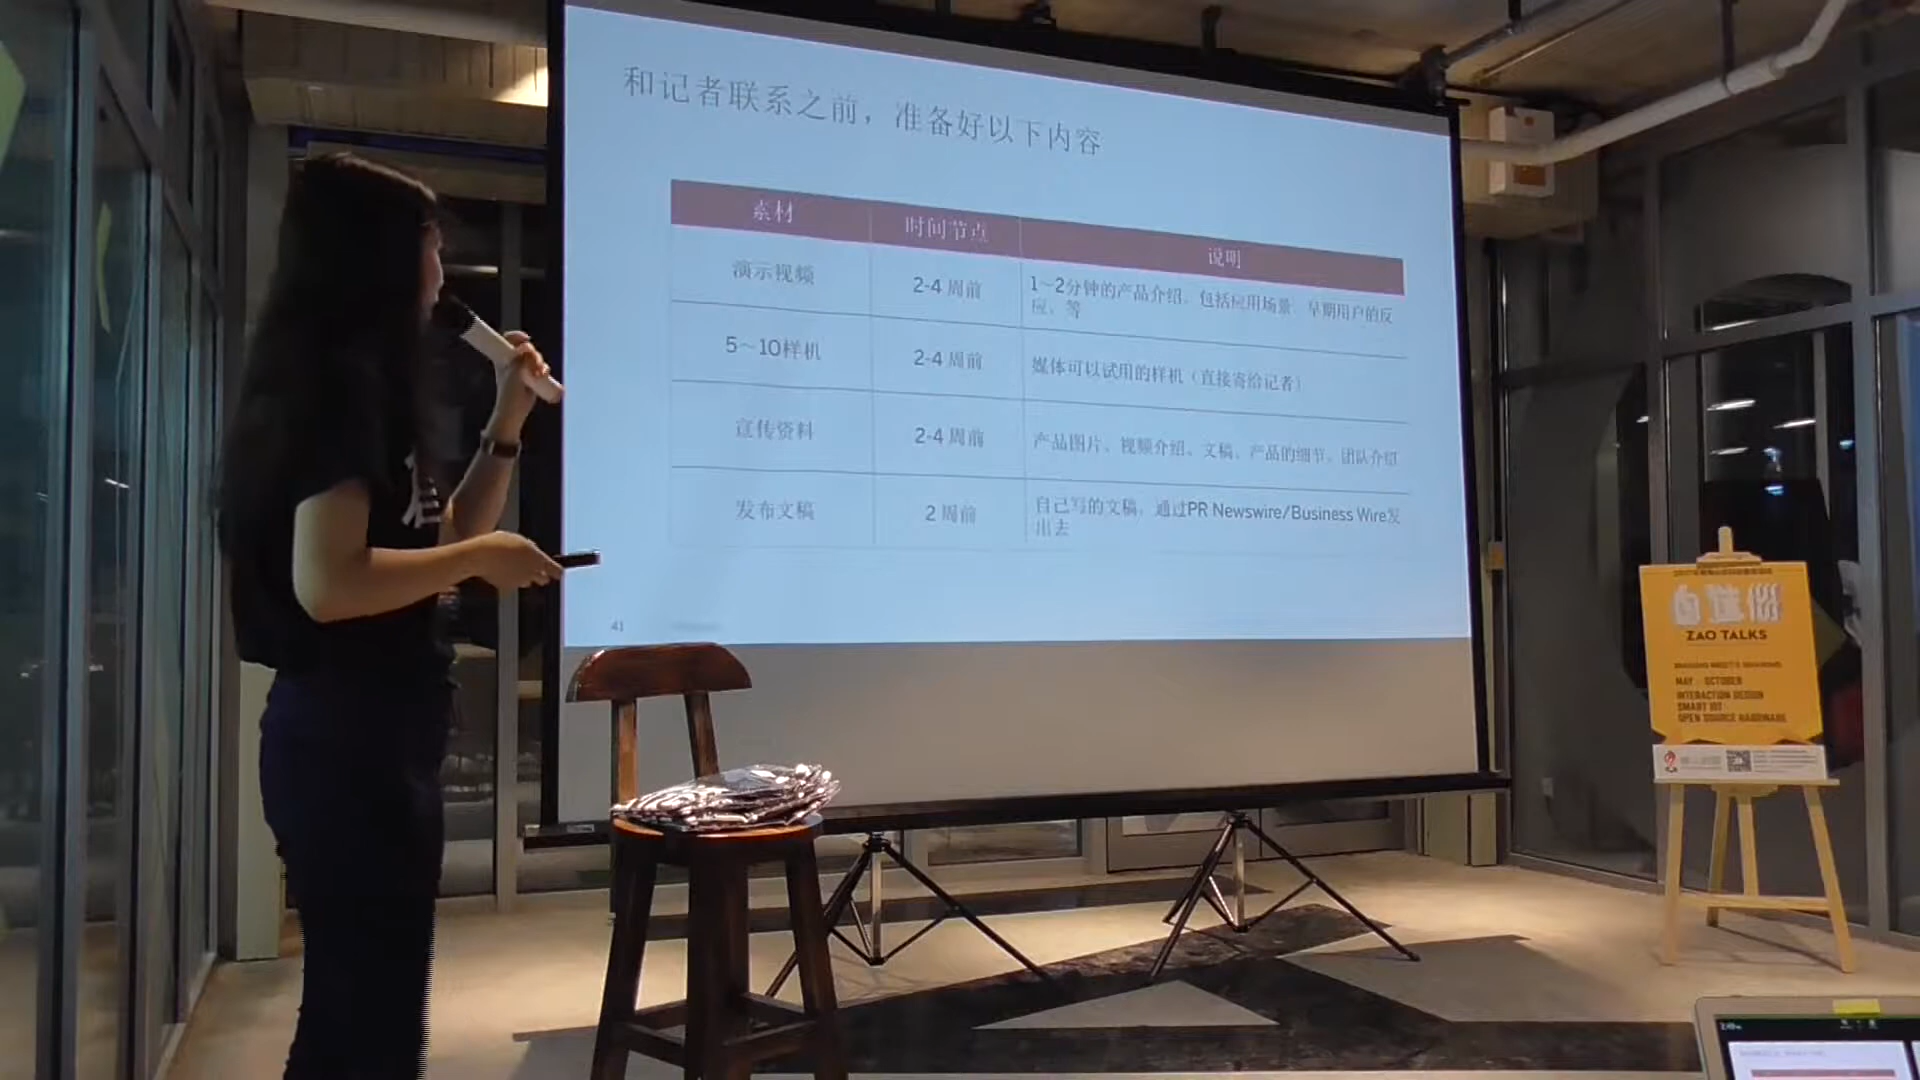 和记者联系之前，准备好以下内容
素材 时间节点 说明
演示视频 2-4 周前 1～2分钟的产品介绍，包括应用场景、早期用户的反
应、等
5～10样机 2-4 周前 媒体可以试用的样机（直接寄给记者）
宣传资料 2-4 周前 产品图片、视频介绍、文稿、产品的细节、团队介绍
发布文稿 2 周前 自己写的文稿，通过PR Newswire/Business Wire发
出去
41
ZAO TALKS
MAY - OCTOBER
INTERACTION DESIGN
SMART IOT
OPEN SOURCE HARDWARE